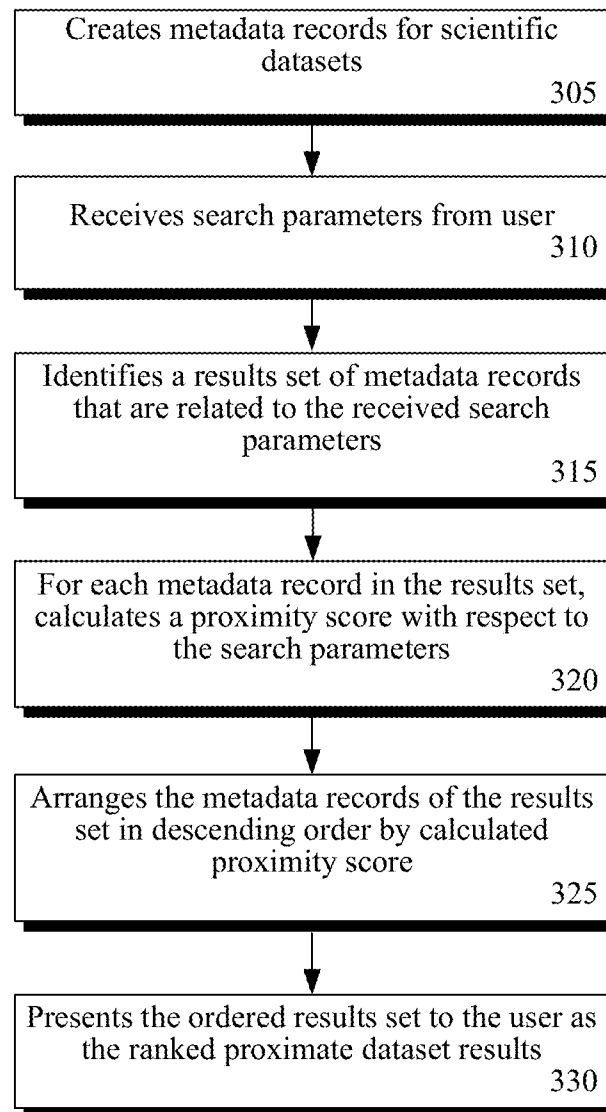 Creates metadata records for scientific
datasets
305
Receives search parameters from user
310
Identifies a results set of metadata records
that are related to the received search
parameters
315
For each metadata record in the results set,
calculates a proximity score with respect to
the search parameters
320
Arranges the metadata records of the results
set in descending order by calculated
proximity score
325
Presents the ordered results set to the user as
the ranked proximate dataset results
330